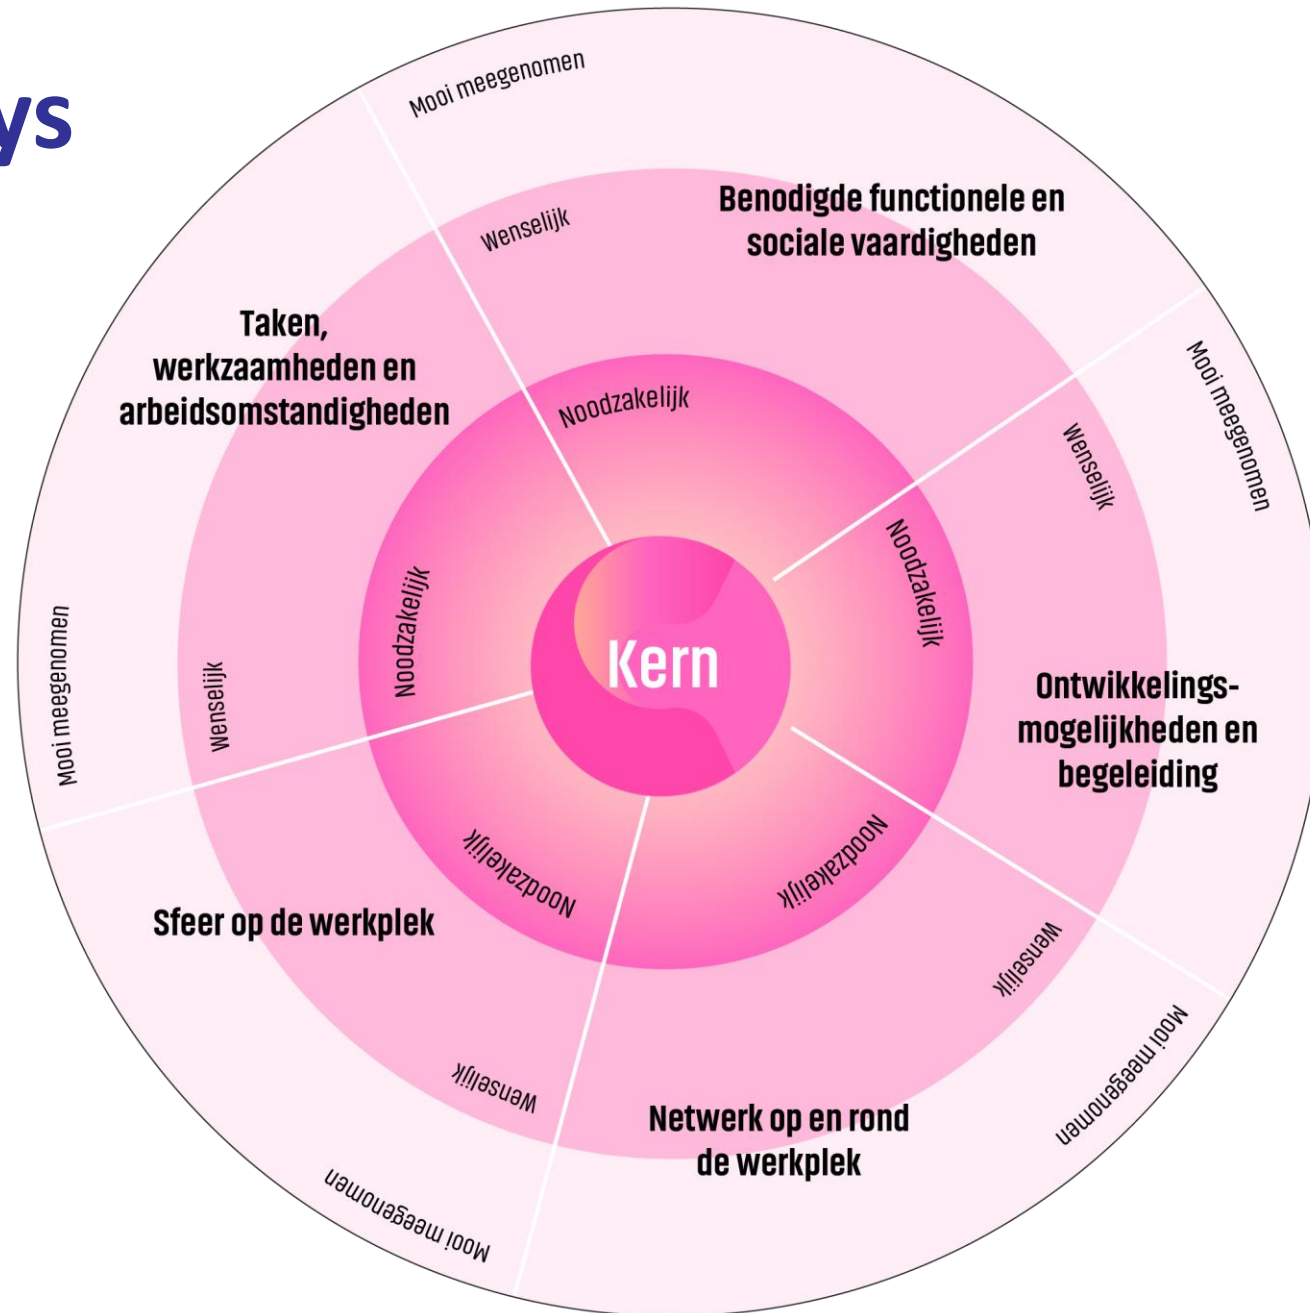 ys
Mooi meegenomen
Wenselijk
Noodzakelijk
Benodigde functionele en
sociale vaardigheden
Mooi meegenomen
Wenselijk
Noodzakelijk
Ontwikkelings-
mogelijkheden en
begeleiding
Taken,
werkzaamheden en
arbeidsomstandigheden
Noodzakelijk
Wenselijk
Mooi meegenomen
Kern
Sfeer op de werkplek
Noodzakelijk
Wenselijk
Mooi meegenomen
Noodzakelijk
Wenselijk
Mooi meegenomen
Netwerk op en rond
de werkplek